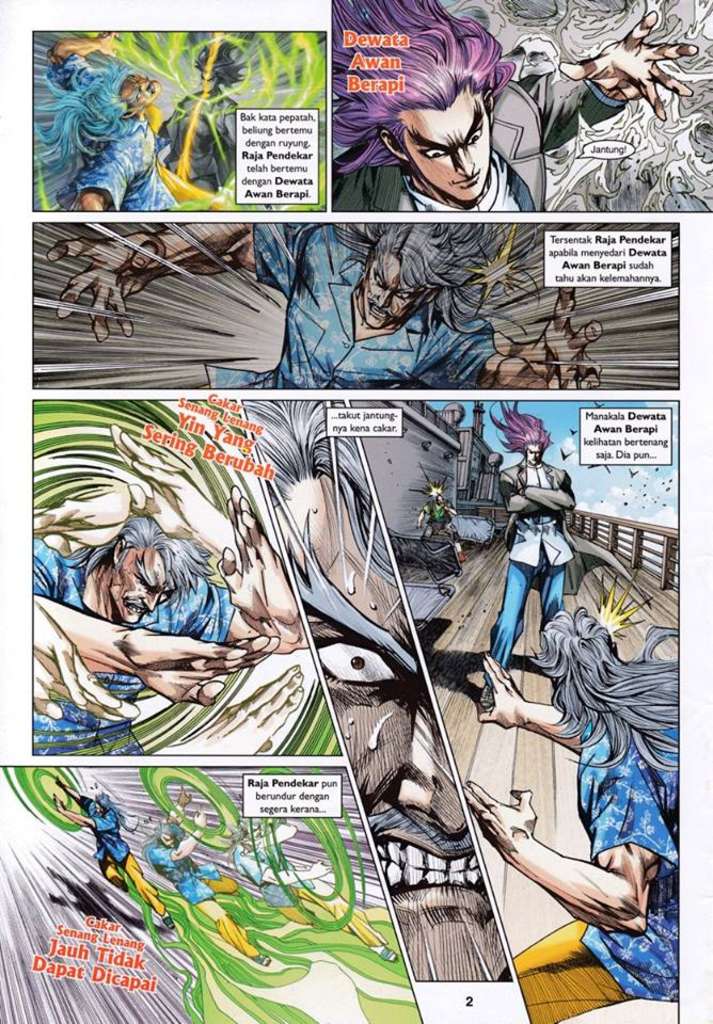 Bak kata pepatah,
beliung bertemu
dengan ruyung.
Raja Pendekar
telah bertemu
dengan Dewata
Awan Berapi.
Dewata
Awan
Berapi
Jantung!
Tersentak Raja Pendekar
apabila menyedari Dewata
Awan Berapi sudah
tahu akan kelemahannya.
Cakar
Senang Lenang
Yin Yang
Sering Berubah
...takut jantung-
nya kena cakar.
Manakala Dewata
Awan Berapi
kelihatan bertenang
saja. Dia pun...
Raja Pendekar pun
berundur dengan
segera kerana...
Cakar
Senang Lenang
Jauh Tidak
Dapat Dicapai
2